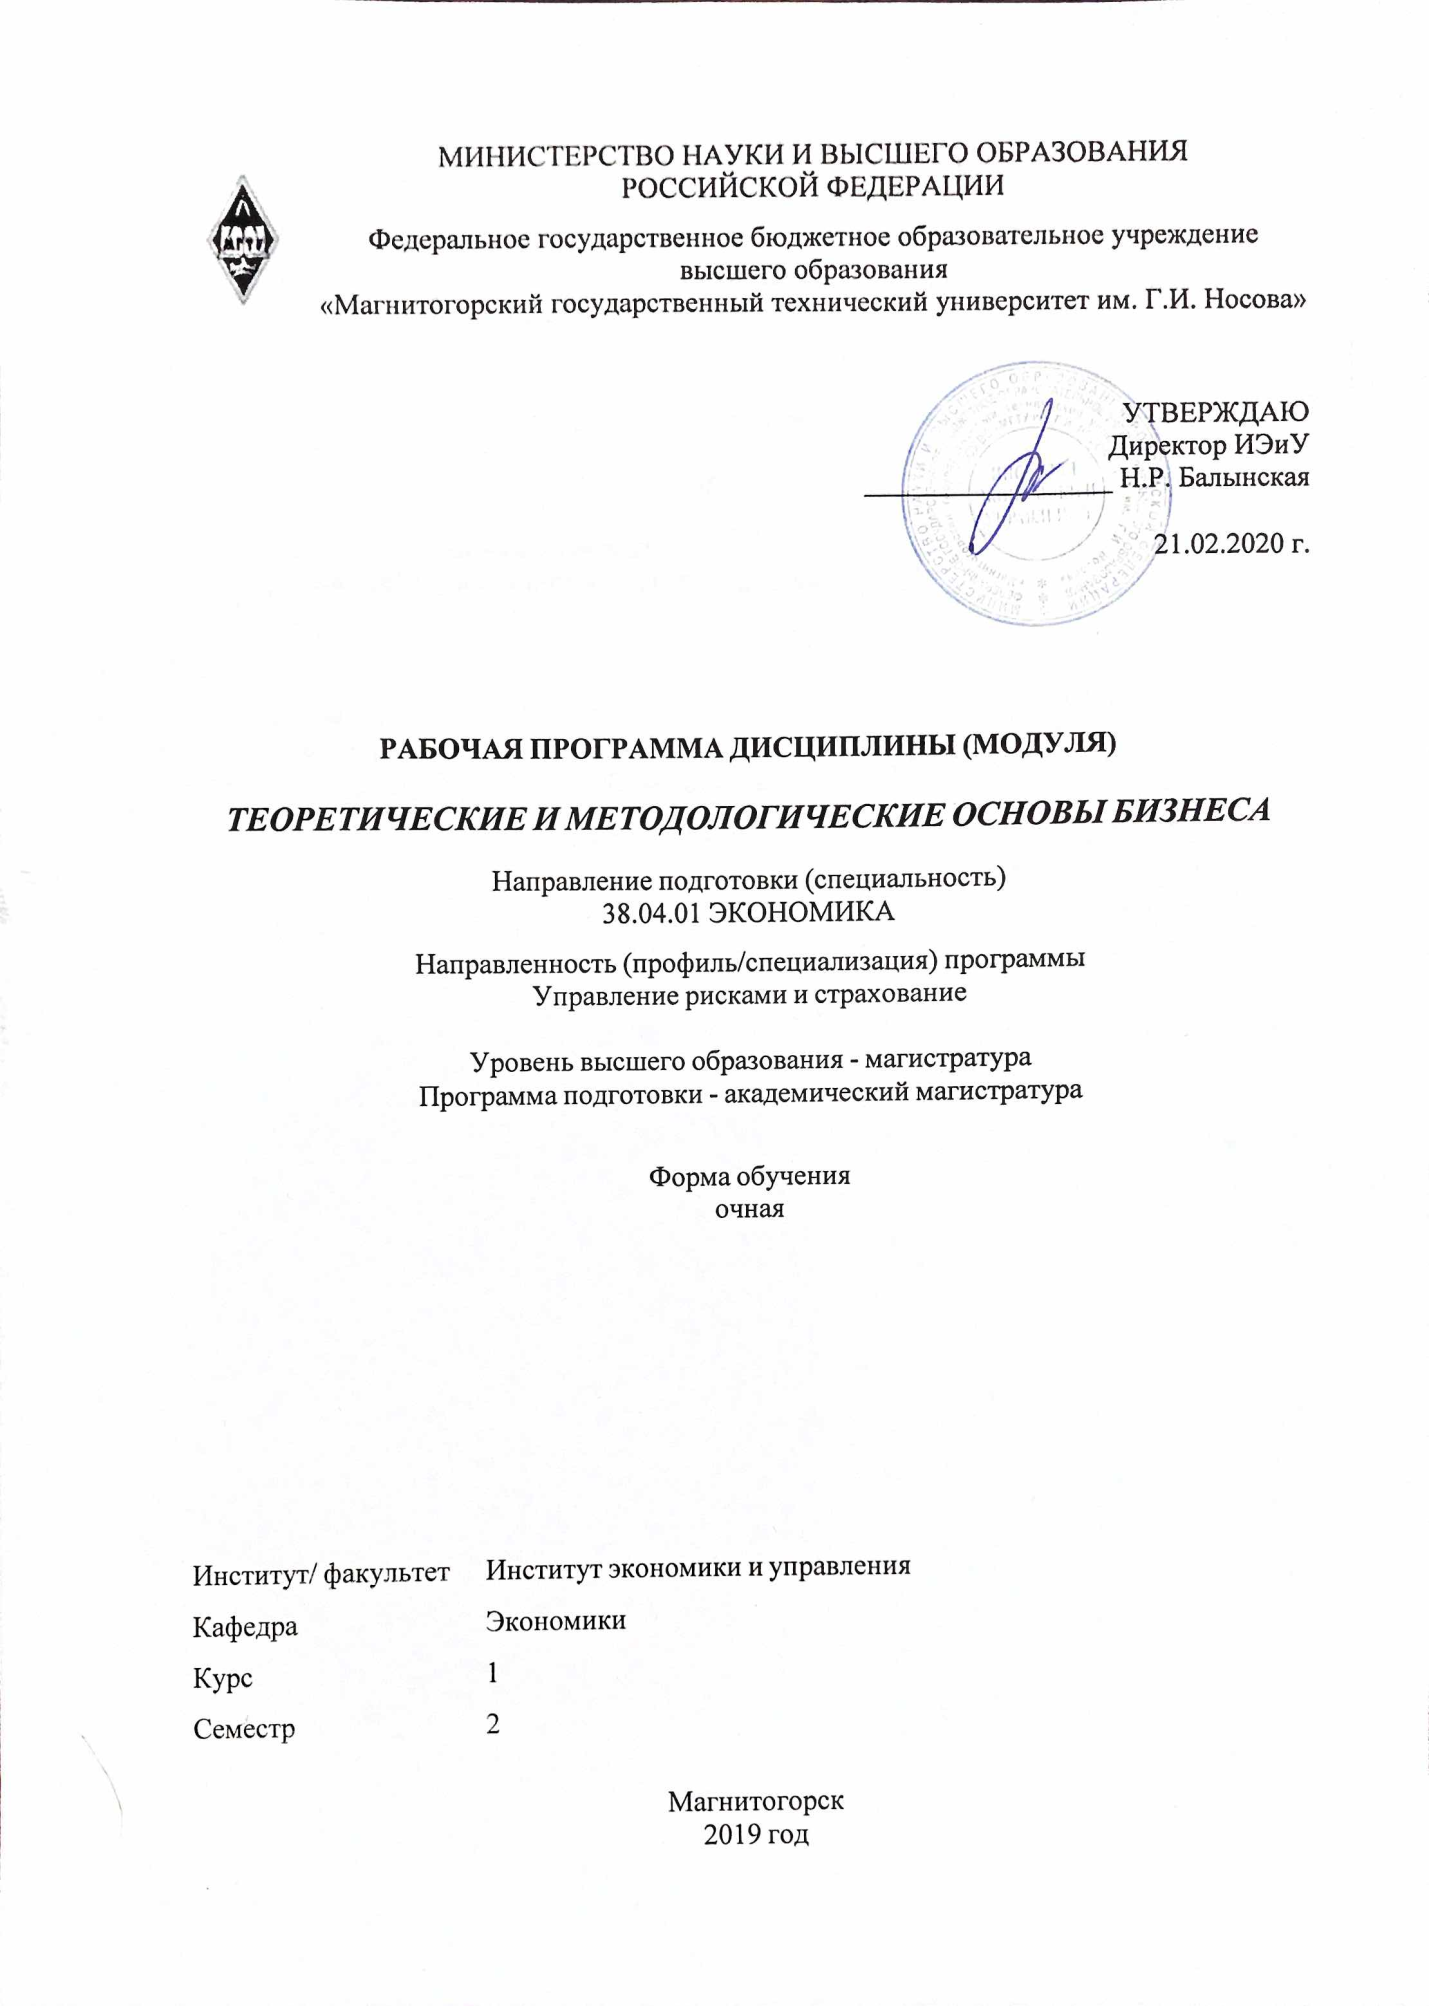 МИНИСТЕРСТВО НАУКИ И ВЫСШЕГО ОБРАЗОВАНИЯ
РОССИЙСКОЙ ФЕДЕРАЦИИ
Федеральное государственное бюджетное образовательное учреждение
высшего образования
«Магнитогорский государственный технический университет им. Г.И. Носова»
УТВЕРЖДАЮ
Директор ИЭиУ
Н.Р. Балынская
21.02.2020 г.
РАБОЧАЯ ПРОГРАММА ДИСЦИПЛИНЫ (МОДУЛЯ)
ТЕОРЕТИЧЕСКИЕ И МЕТОДОЛОГИЧЕСКИЕ ОСНОВЫ БИЗНЕСА
Направление подготовки (специальность)
38.04.01 ЭКОНОМИКА
Направленность (профиль/специализация) программы
Управление рисками и страхование
Уровень высшего образования - магистратура
Программа подготовки - академический магистратура
Форма обучения
очная
Институт/ факультет Институт экономики и управления
Кафедра Экономики
Курс 1
Семестр 2
Магнитогорск
2019 год